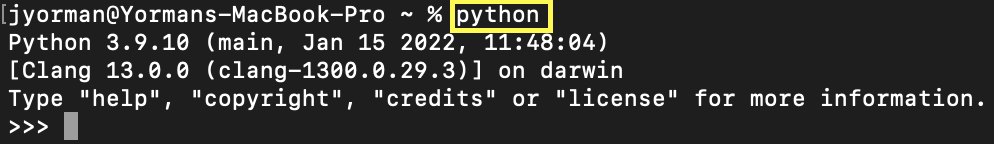 [jyorman@Yormans-MacBook-Pro ~ % python
Python 3.9.10 (main, Jan 15 2022, 11:48:04)
[Clang 13.0.0 (clang-1300.0.29.3)] on darwin
Type "help", "copyright", "credits" or "license" for more information.
>>>